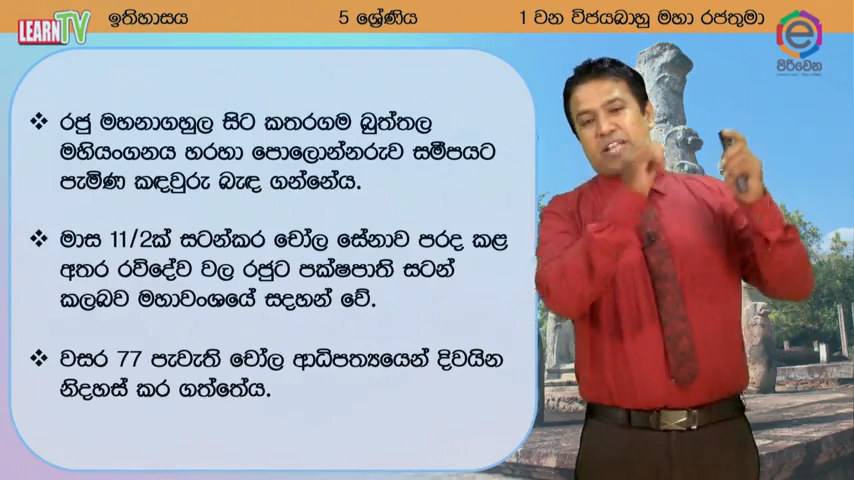 LEARN TV
ඉතිහාසය
5 ශ්‍රේණිය
1 වන විජයබාහු මහා රජතුමා
e
පිරිවෙන
❖ රජු මහනාගහුල සිට කතරගම බුත්තල
මහියංගනය හරහා පොලොන්නරුව සමීපයට
පැමිණ කඳවුරු බැඳ ගන්නේය.
❖ මාස 11/2ක් සටන්කර චෝල සේනාව පරද කළ
අතර රවිදේව වල රජුට පක්ෂපාති සටන්
කලබව මහාවංශයේ සදහන් වේ.
❖ වසර 77 පැවැති චෝල ආධිපත්‍යයෙන් දිවයින
නිදහස් කර ගත්තේය.